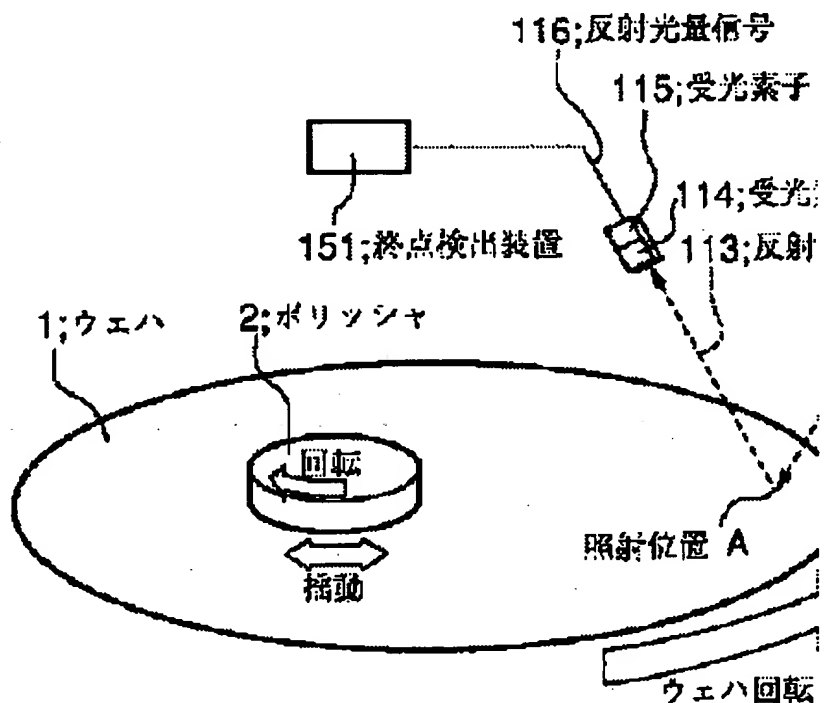 116;反射光量信号
115;受光素子
114;受光
151;終点検出装置
113;反射
1;ウェハ
2;ポリッシャ
回転
照射位置 A
揺動
ウェハ回転